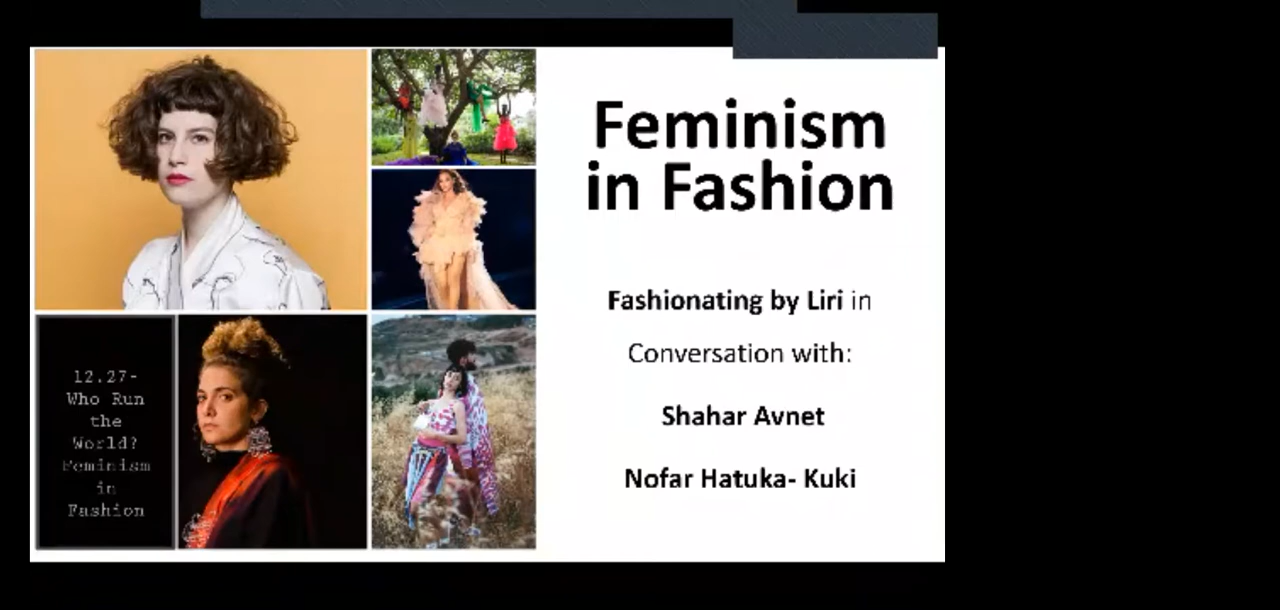 Feminism
in Fashion
Fashionating by Liri in
Conversation with:
Shahar Avnet
Nofar Hatuka- Kuki
12.27-
Who Run
the
World?
Feminism
in
Fashion